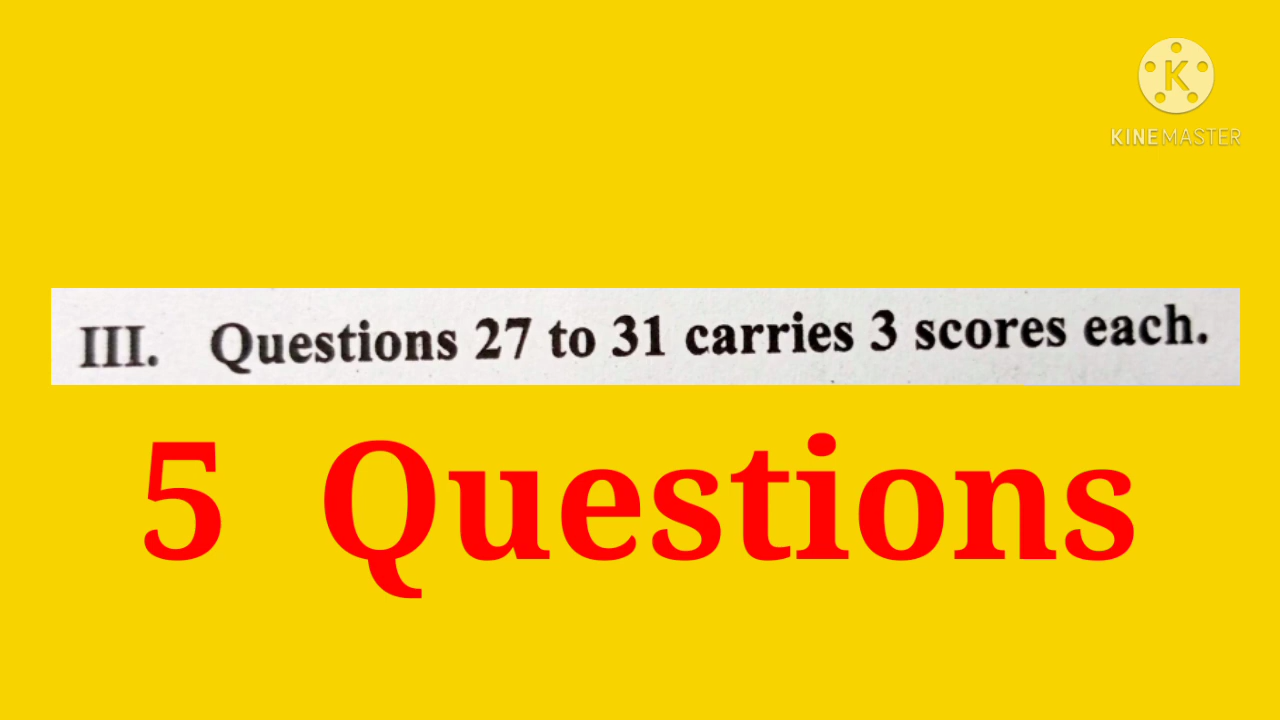 K
KINEMASTER
III. Questions 27 to 31 carries 3 scores each.
5 Questions